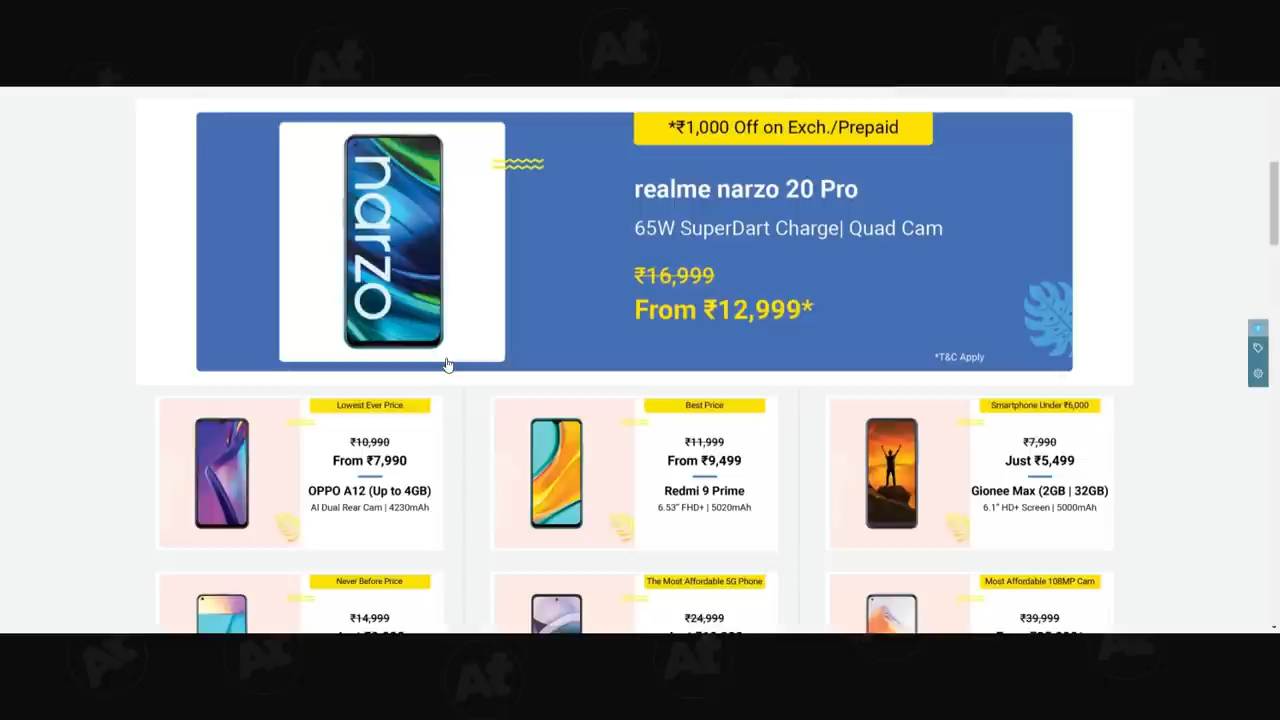 *₹1,000 Off on Exch./Prepaid
narzo
realme narzo 20 Pro
65W SuperDart Charge| Quad Cam
₹16,999
From ₹12,999*
*T&C Apply
Lowest Ever Price
₹10,990
From ₹7,990
OPPO A12 (Up to 4GB)
AI Dual Rear Cam | 4230mAh
Best Price
₹11,999
From ₹9,499
Redmi 9 Prime
6.53" FHD+ | 5020mAh
Smartphone Under ₹6,000
₹7,990
Just ₹5,499
Gionee Max (2GB | 32GB)
6.1" HD+ Screen | 5000mAh
Never Before Price
₹14,999
The Most Affordable 5G Phone
₹24,999
Most Affordable 108MP Cam
₹39,999